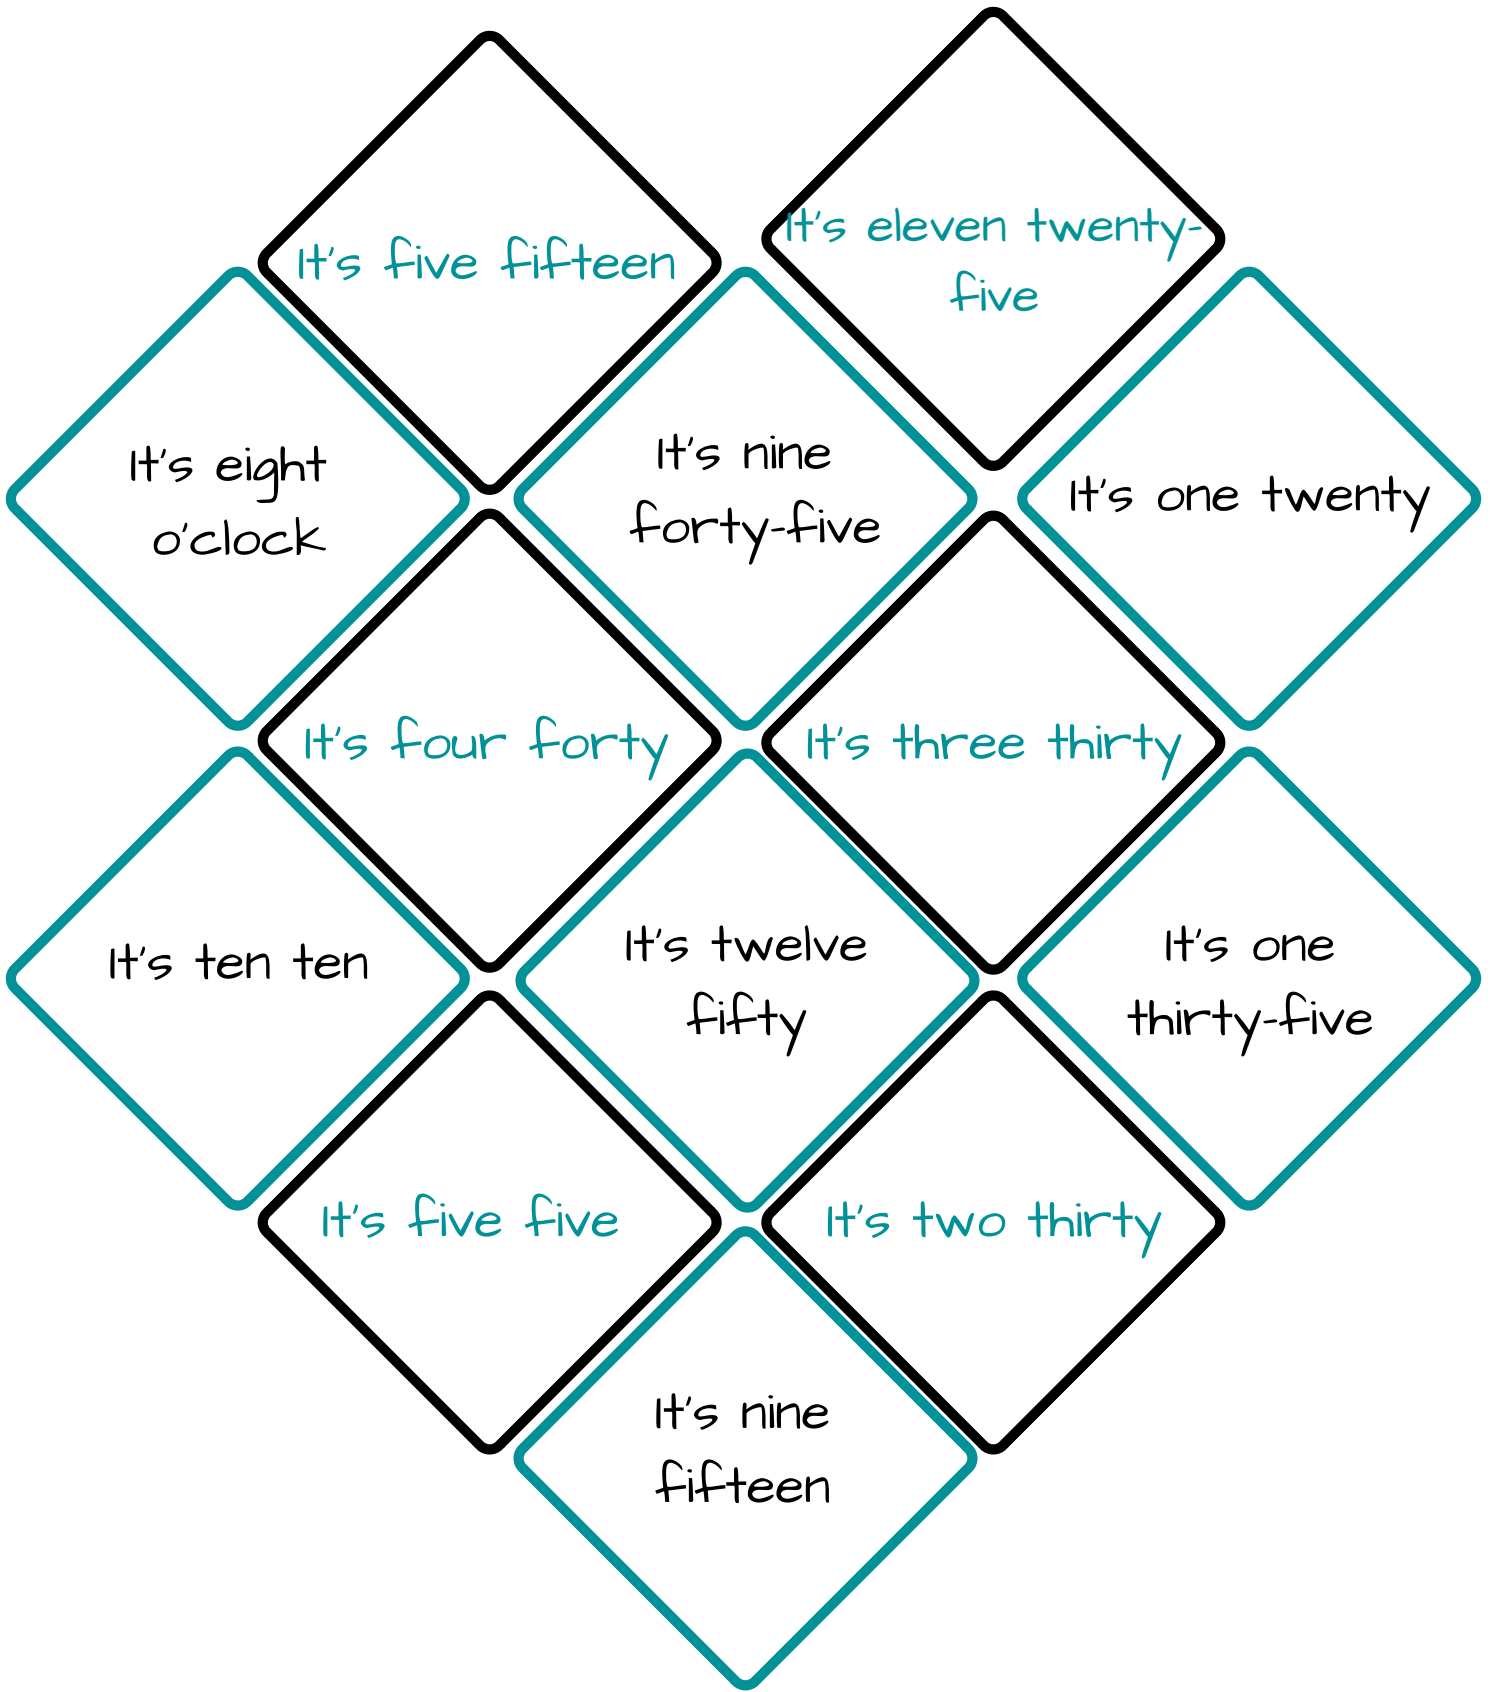 It's five fifteen
It's eleven twenty-
five
It's eight
o'clock
It's nine
forty-five
It's one twenty
It's four forty
It's three thirty
It's ten ten
It's twelve
fifty
It's one
thirty-five
It's five five
It's two thirty
It's nine
fifteen